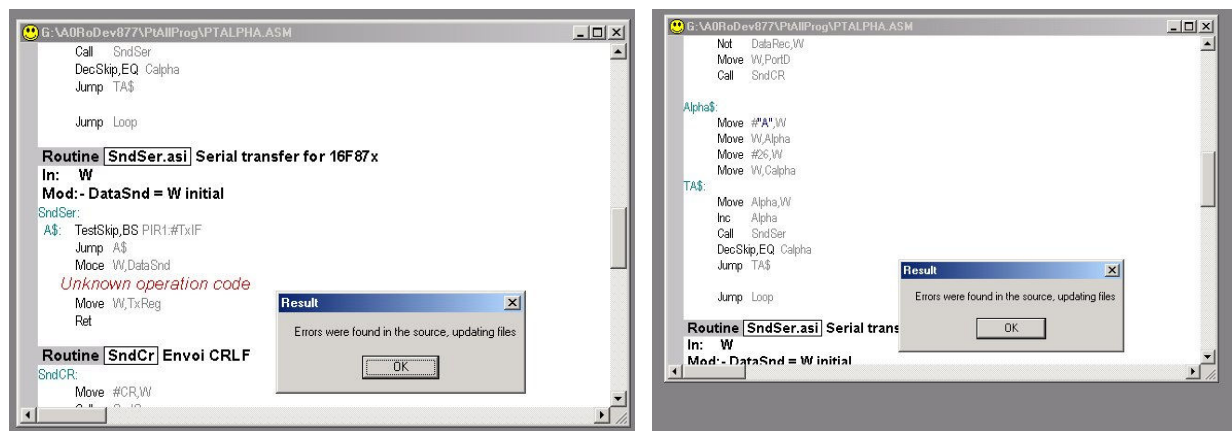 G:\A0RoDev877\PtAllProg\PTALPHA.ASM
Call SndSer
DecSkip,EQ Calpha
Jump TA$
Jump Loop
Routine SndSer.asi Serial transfer for 16F87x
In: W
Mod:- DataSnd = W initial
SndSer:
A$: TestSkip,BS PIR1:#TxIF
Jump A$
Moce W,DataSnd
Unknown operation code
Move W,TxReg
Ret
Routine SndCr Envoi CRLF
SndCR:
Move #CR,W
Result
Errors were found in the source, updating files
OK
G:\A0RoDev877\PtAllProg\PTALPHA.ASM
Not DataRec,W
Move W,PortD
Call SndCR
Alpha$:
Move #"A",W
Move W,Alpha
Move #26,W
Move W,Calpha
TA$:
Move Alpha,W
Inc Alpha
Call SndSer
DecSkip,EQ Calpha
Jump TA$
Jump Loop
Routine SndSer.asi Serial trans
In: W
Mod:- DataSnd = W initial
Result
Errors were found in the source, updating files
OK